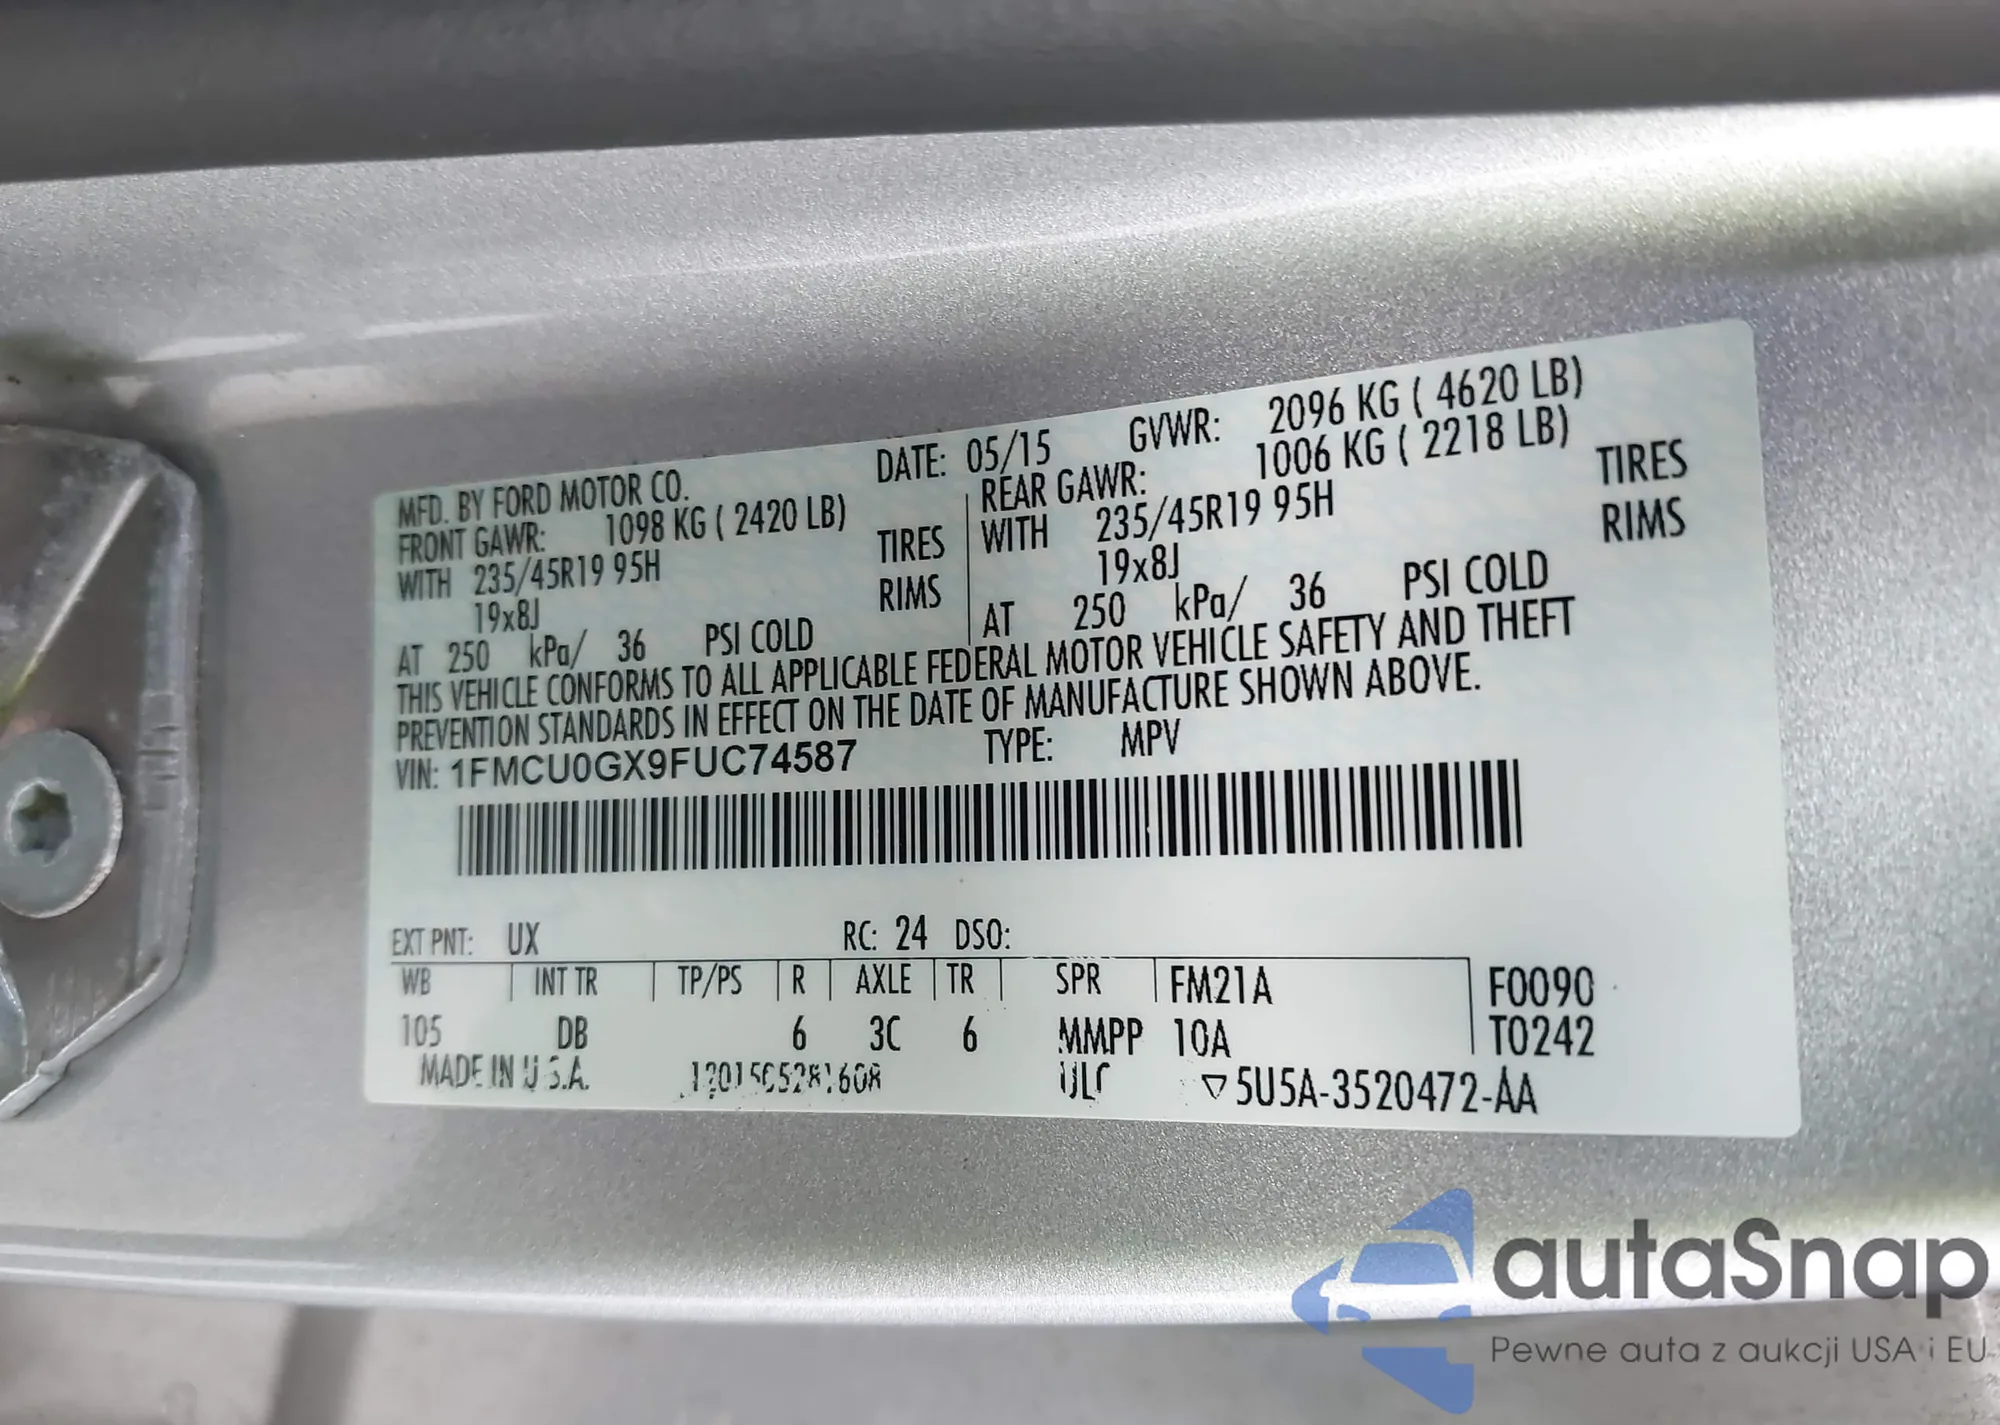 MFD. BY FORD MOTOR CO. DATE: 05/15 GVWR: 2096 KG ( 4620 LB)
FRONT GAWR: 1098 KG ( 2420 LB) REAR GAWR: 1006 KG ( 2218 LB)
WITH 235/45R19 95H TIRES WITH 235/45R19 95H TIRES
19x8J RIMS 19x8J RIMS
AT 250 kPa/ 36 PSI COLD AT 250 kPa/ 36 PSI COLD
THIS VEHICLE CONFORMS TO ALL APPLICABLE FEDERAL MOTOR VEHICLE SAFETY AND THEFT
PREVENTION STANDARDS IN EFFECT ON THE DATE OF MANUFACTURE SHOWN ABOVE.
VIN: 1FMCU0GX9FUC74587 TYPE: MPV
EXT PNT: UX RC: 24 DSO:
WB INT TR TP/PS R AXLE TR SPR FM21A F0090
105 DB 6 3C 6 MMPP 10A T0242
MADE IN U.S.A. ▽5U5A-3520472-AA
autaSnap
Pewne auta z aukcji USA i EU